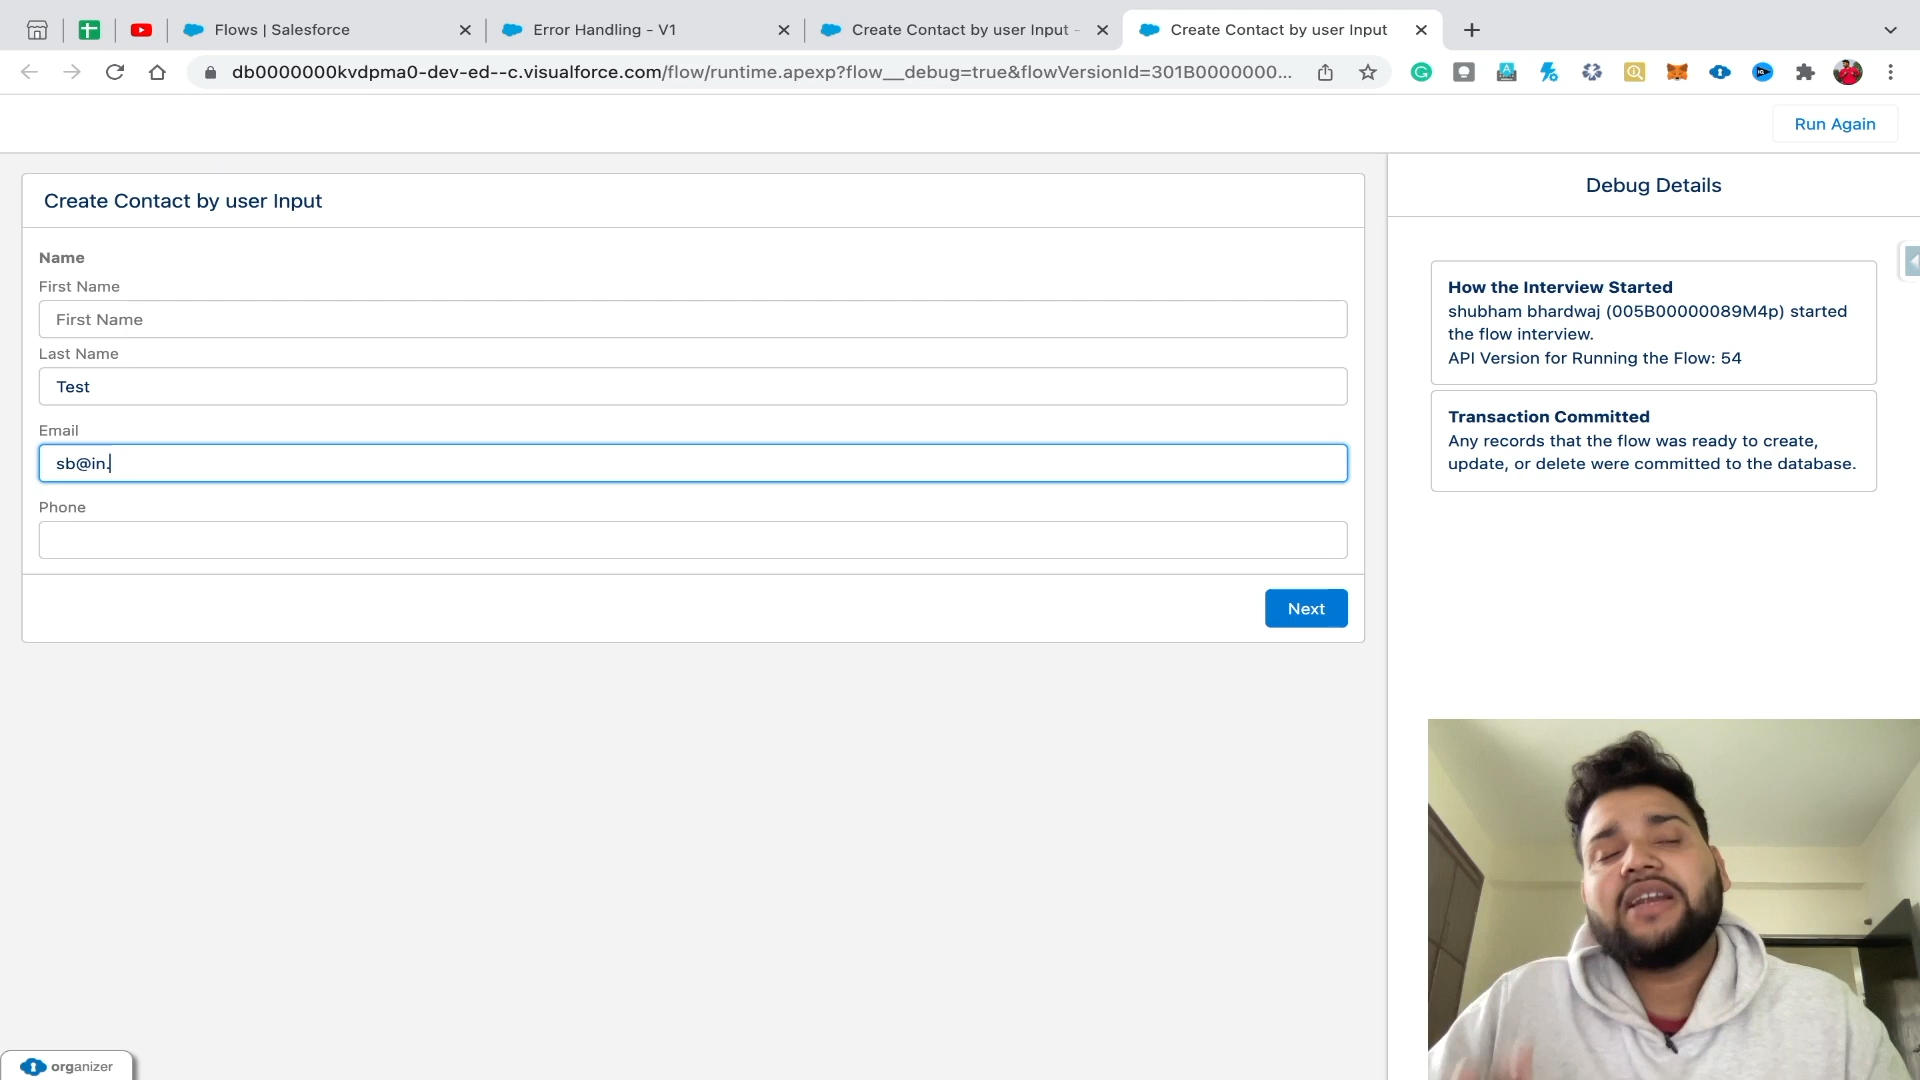 Flows | Salesforce
Error Handling - V1
Create Contact by user Input -
Create Contact by user Input
db0000000kvdpma0-dev-ed--c.visualforce.com/flow/runtime.apexp?flow__debug=true&flowVersionId=301B0000000...
Run Again
Create Contact by user Input
Name
First Name
First Name
Last Name
Test
Email
sb@in.
Phone
Next
Debug Details
How the Interview Started
shubham bhardwaj (005B00000089M4p) started
the flow interview.
API Version for Running the Flow: 54
Transaction Committed
Any records that the flow was ready to create,
update, or delete were committed to the database.
organizer